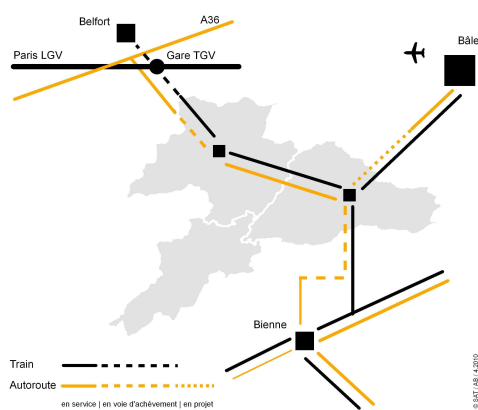 Belfort
A36
Paris LGV
Gare TGV
Bâle
Bienne
Train
Autoroute
en service | en voie d'achèvement | en projet
© SAT / AB / 4.2010